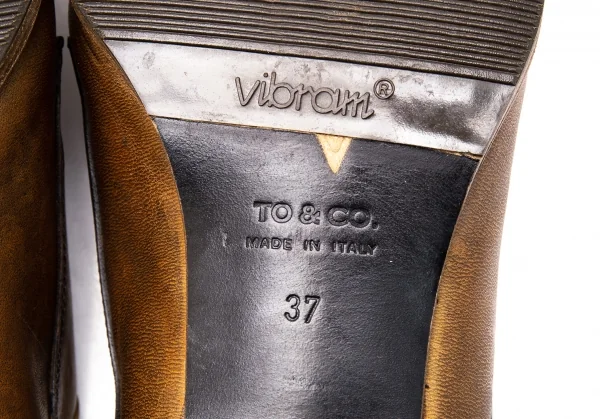 vibram®
TO & CO.
MADE IN ITALY
37